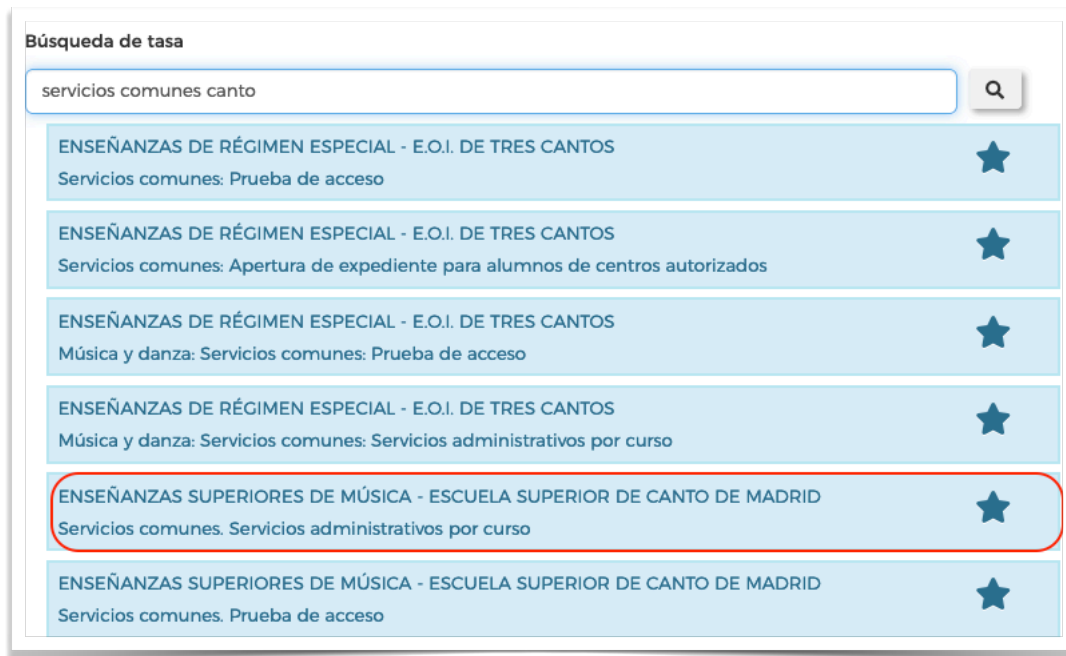 Búsqueda de tasa
servicios comunes canto
ENSEÑANZAS DE RÉGIMEN ESPECIAL - E.O.I. DE TRES CANTOS
Servicios comunes: Prueba de acceso
ENSEÑANZAS DE RÉGIMEN ESPECIAL - E.O.I. DE TRES CANTOS
Servicios comunes: Apertura de expediente para alumnos de centros autorizados
ENSEÑANZAS DE RÉGIMEN ESPECIAL - E.O.I. DE TRES CANTOS
Música y danza: Servicios comunes: Prueba de acceso
ENSEÑANZAS DE RÉGIMEN ESPECIAL - E.O.I. DE TRES CANTOS
Música y danza: Servicios comunes: Servicios administrativos por curso
ENSEÑANZAS SUPERIORES DE MÚSICA - ESCUELA SUPERIOR DE CANTO DE MADRID
Servicios comunes. Servicios administrativos por curso
ENSEÑANZAS SUPERIORES DE MÚSICA - ESCUELA SUPERIOR DE CANTO DE MADRID
Servicios comunes. Prueba de acceso